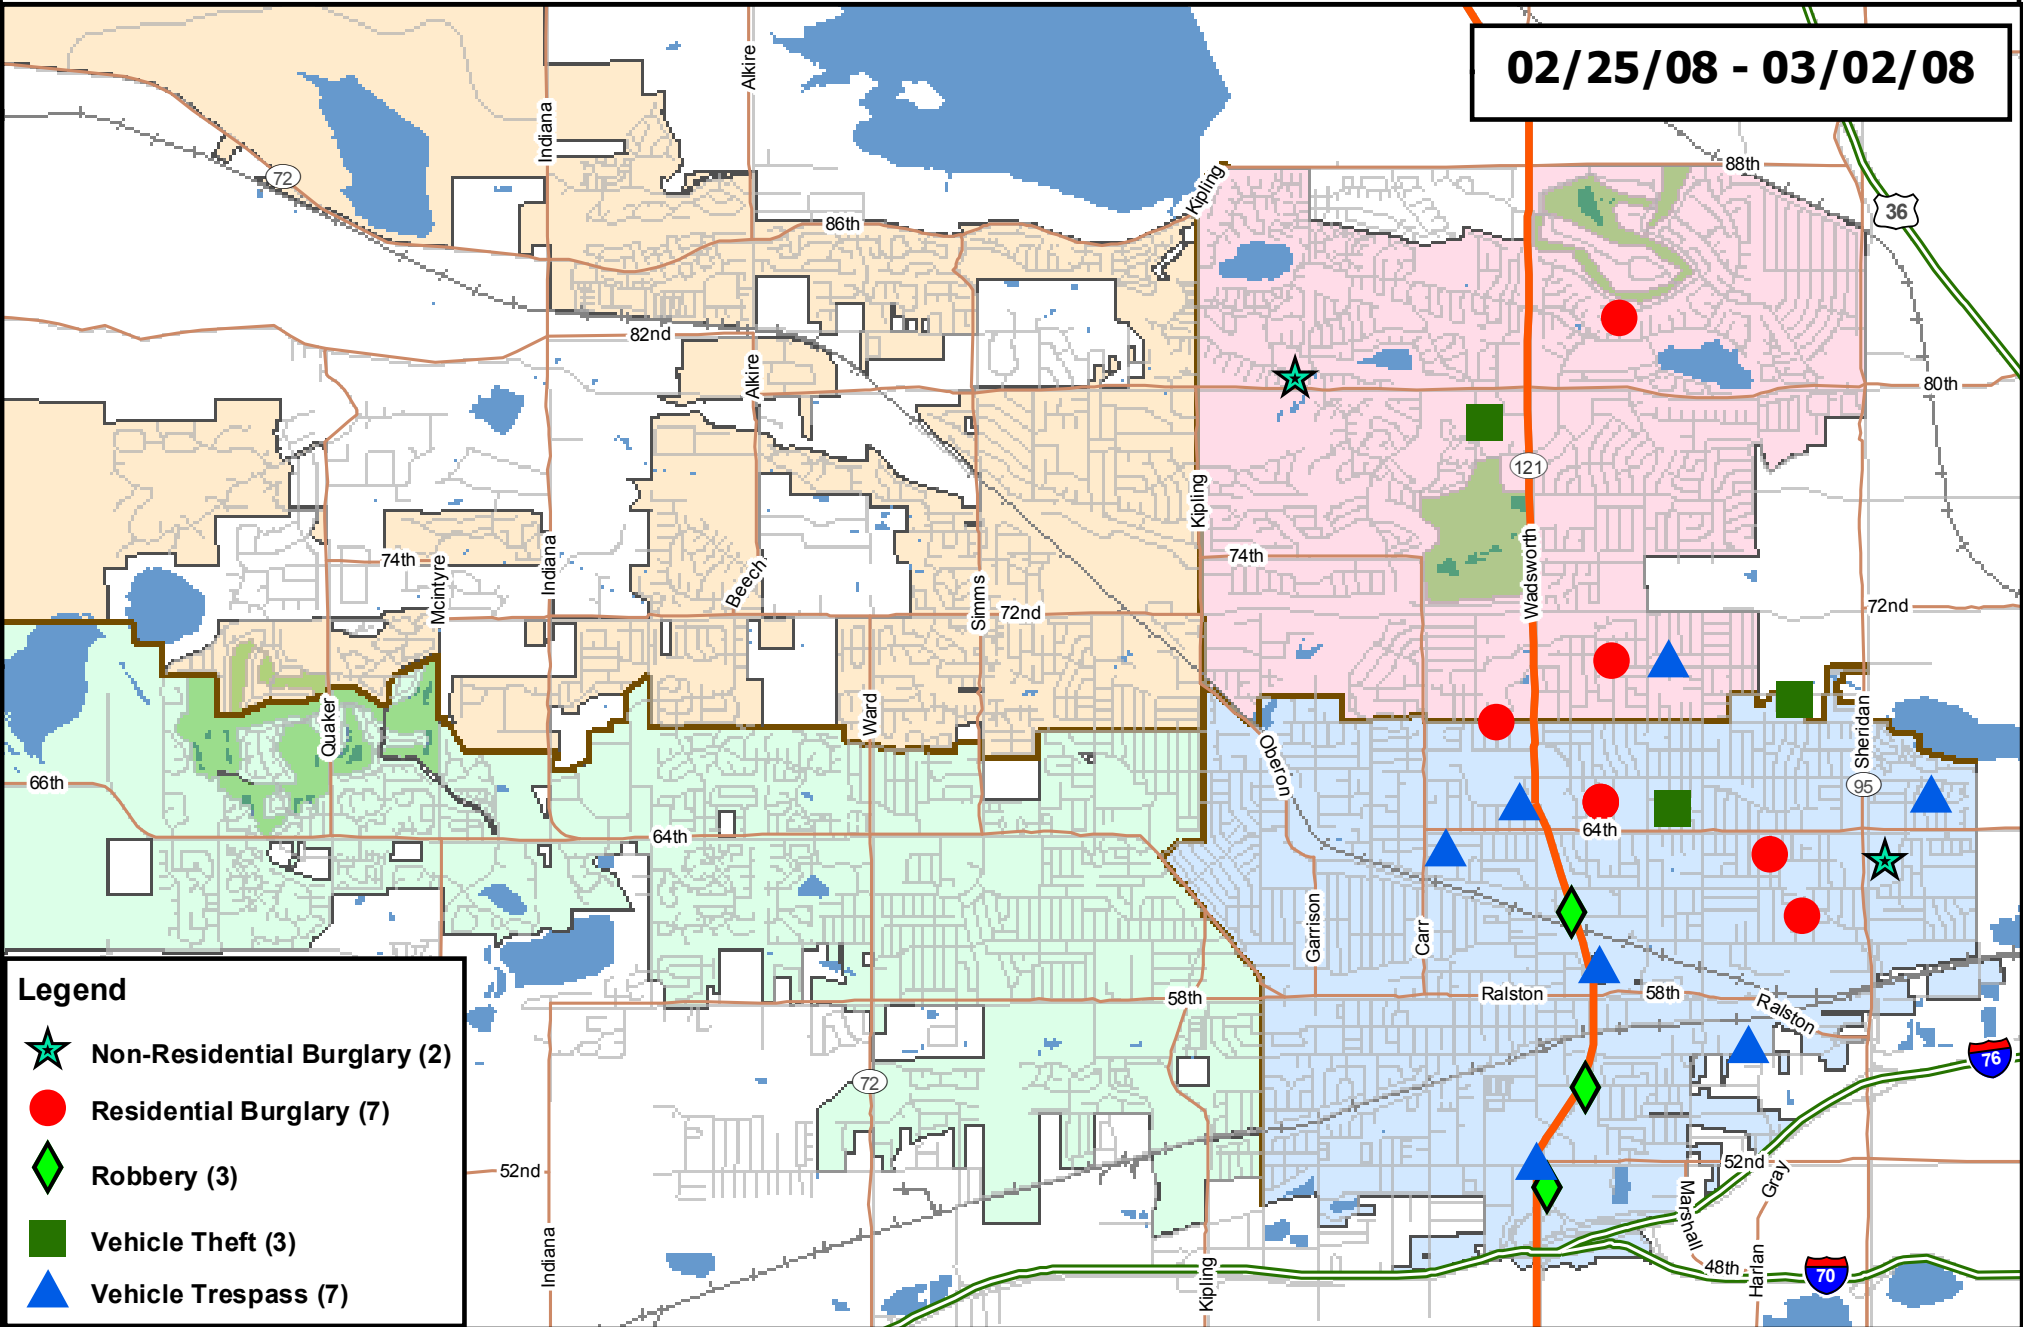 02/25/08 - 03/02/08
Alkire
Indiana
72
Kipling
88th
36
86th
82nd
Alkire
80th
121
Kipling
Wadsworth
74th
Mcintyre
Indiana
Beech
Simms
74th
72nd
72nd
Quaker
Ward
Sheridan
Oberon
66th
95
64th
64th
Garrison
Carr
58th
Ralston
58th
Ralston
76
72
52nd
52nd
Gray
Marshall
Indiana
Kipling
48th
Harlan
70
Legend
Non-Residential Burglary (2)
Residential Burglary (7)
Robbery (3)
Vehicle Theft (3)
Vehicle Trespass (7)